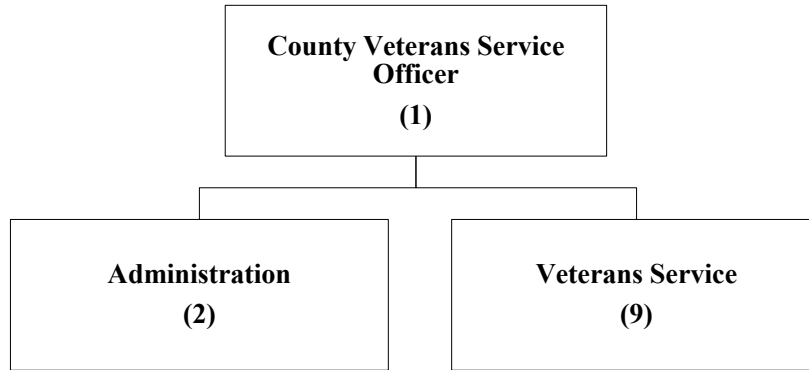 County Veterans Service
Officer
(1)
Administration
(2)
Veterans Service
(9)